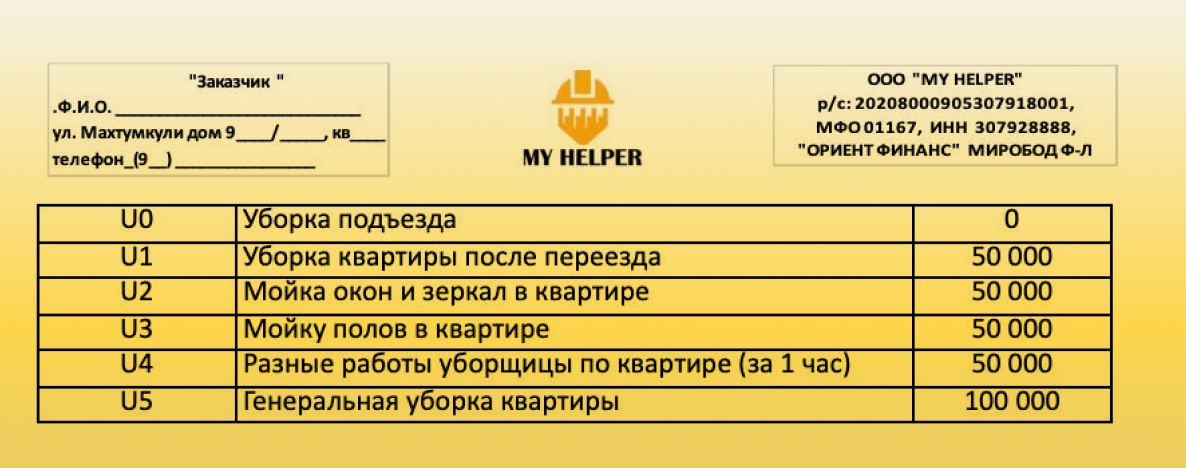 "Заказчик "
.Ф.И.О.____________________________
ул. Махтумкули дом 9____/_____, кв____
телефон_(9__)________________
MY HELPER
ООО "MY HELPER"
р/с: 20208000905307918001,
МФО 01167, ИНН 307928888,
"ОРИЕНТ ФИНАНС" МИРОБОД Ф-Л
U0 Уборка подъезда 0
U1 Уборка квартиры после переезда 50 000
U2 Мойка окон и зеркал в квартире 50 000
U3 Мойку полов в квартире 50 000
U4 Разные работы уборщицы по квартире (за 1 час) 50 000
U5 Генеральная уборка квартиры 100 000